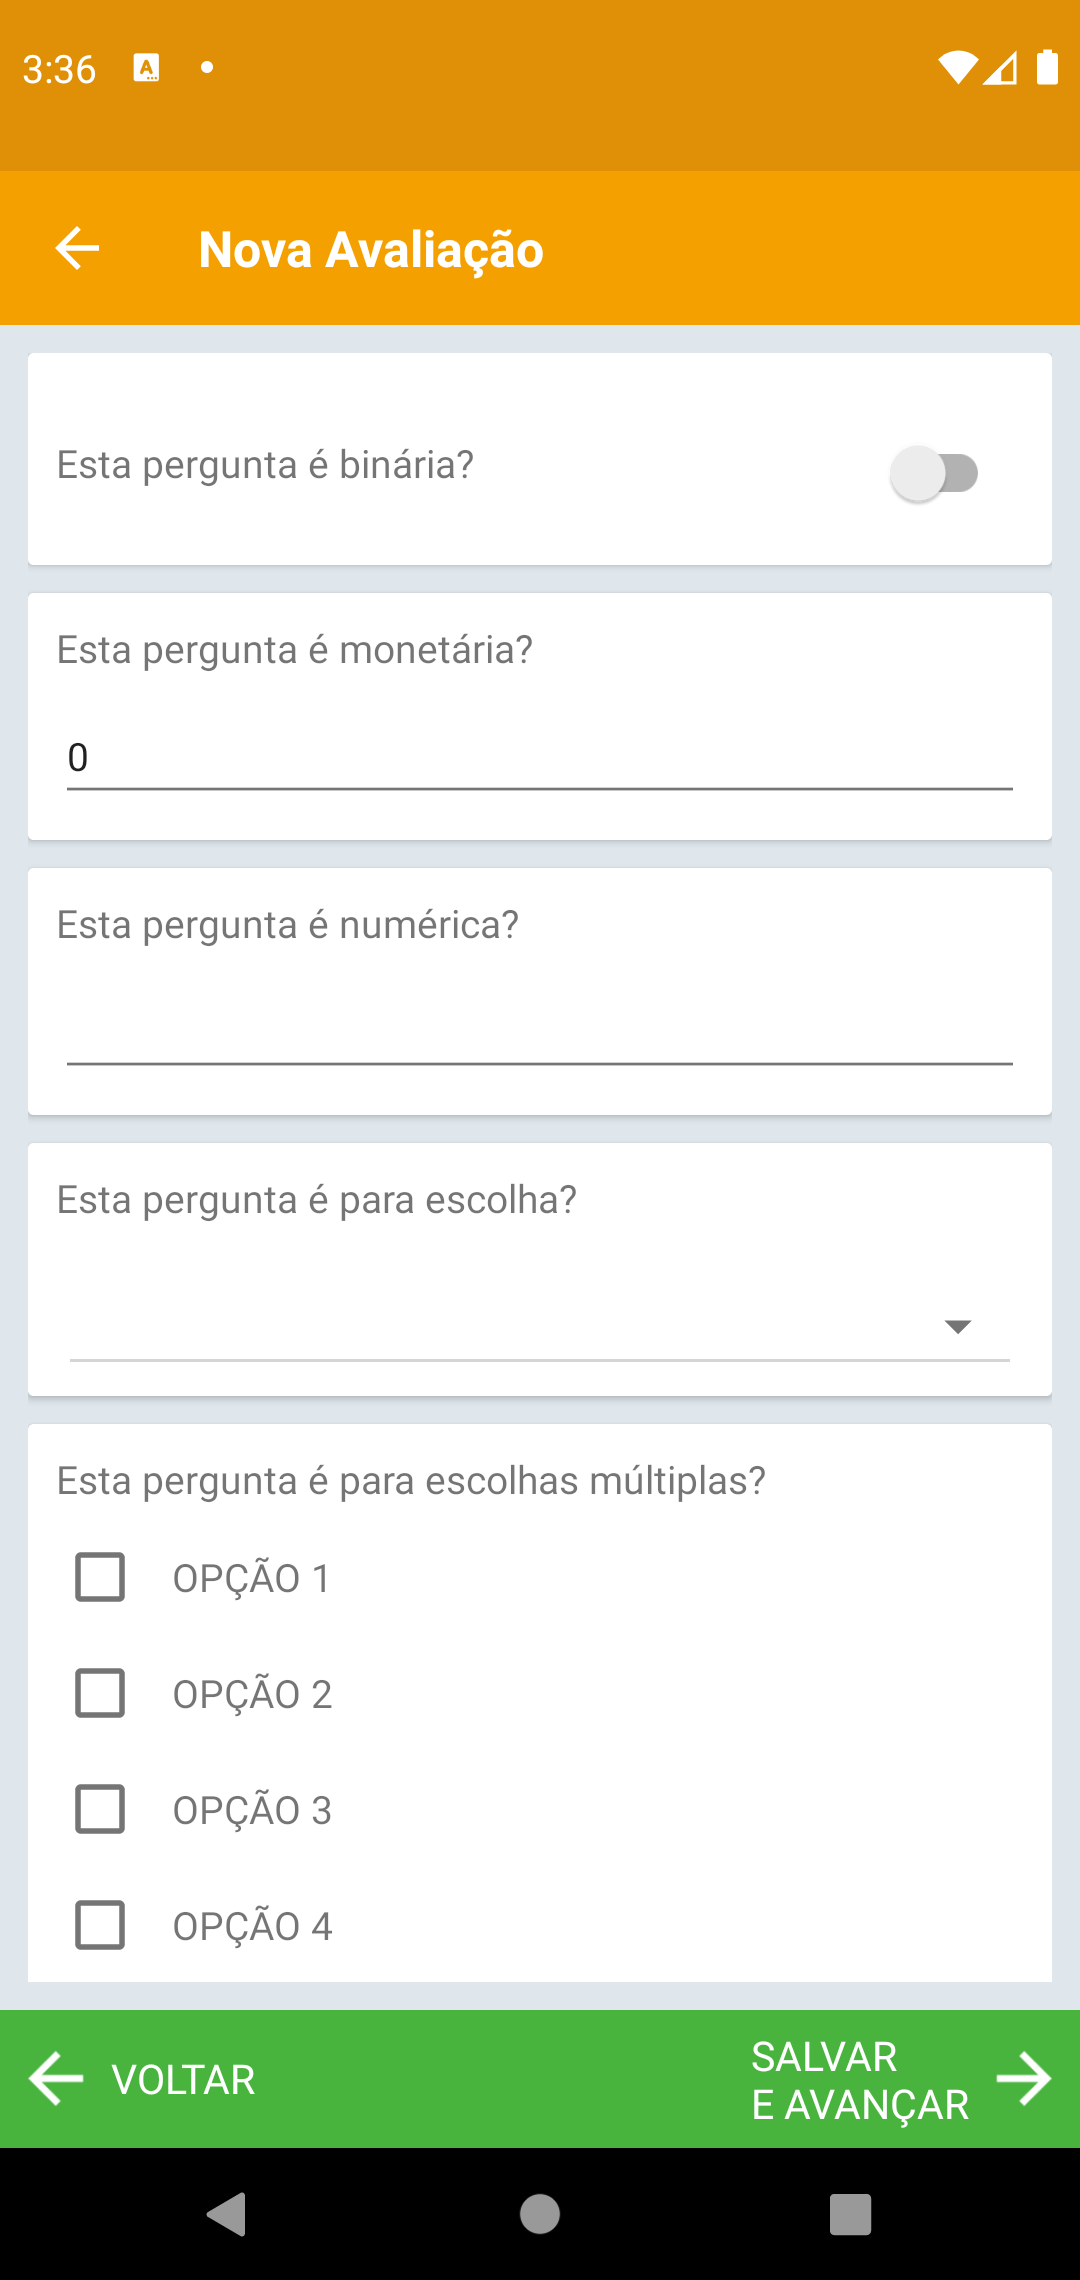 3:36
Nova Avaliação
Esta pergunta é binária?
Esta pergunta é monetária?
0
Esta pergunta é numérica?
Esta pergunta é para escolha?
Esta pergunta é para escolhas múltiplas?
OPÇÃO 1
OPÇÃO 2
OPÇÃO 3
OPÇÃO 4
VOLTAR
SALVAR
E AVANÇAR